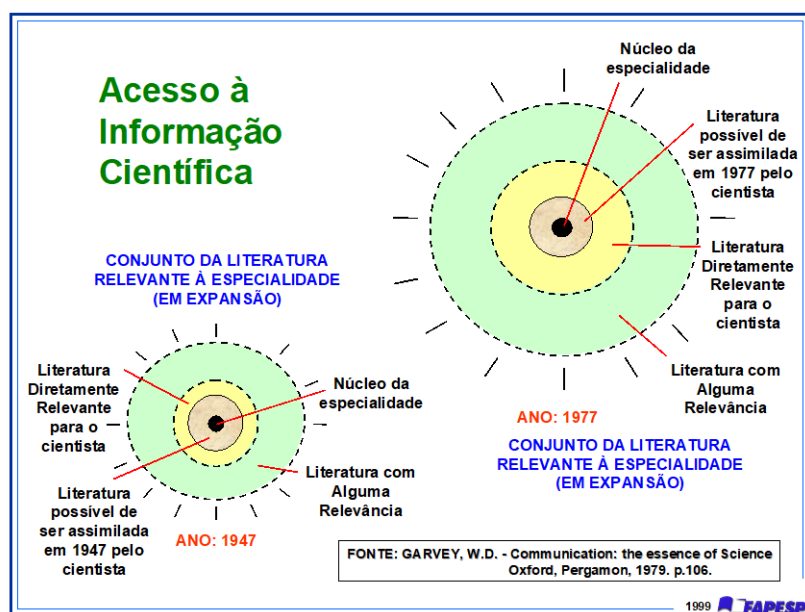 Acesso à
Informação
Científica
Núcleo da
especialidade
Literatura
possível de
ser assimilada
em 1977 pelo
cientista
Literatura
Diretamente
Relevante
para o
cientista
Literatura com
Alguma
Relevância
ANO: 1977
CONJUNTO DA LITERATURA
RELEVANTE À ESPECIALIDADE
(EM EXPANSÃO)
CONJUNTO DA LITERATURA
RELEVANTE À ESPECIALIDADE
(EM EXPANSÃO)
Literatura
Diretamente
Relevante
para o
cientista
Núcleo da
especialidade
Literatura com
Alguma
Relevância
Literatura
possível de
ser assimilada
em 1947 pelo
cientista
ANO: 1947
FONTE: GARVEY, W.D. - Communication: the essence of Science
Oxford, Pergamon, 1979. p.106.
1999 FAPESP